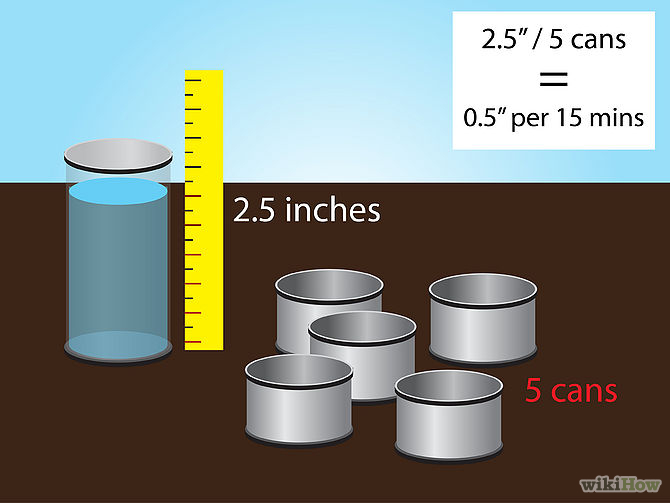 2.5” / 5 cans
=
0.5” per 15 mins
2.5 inches
5 cans
wikiHow